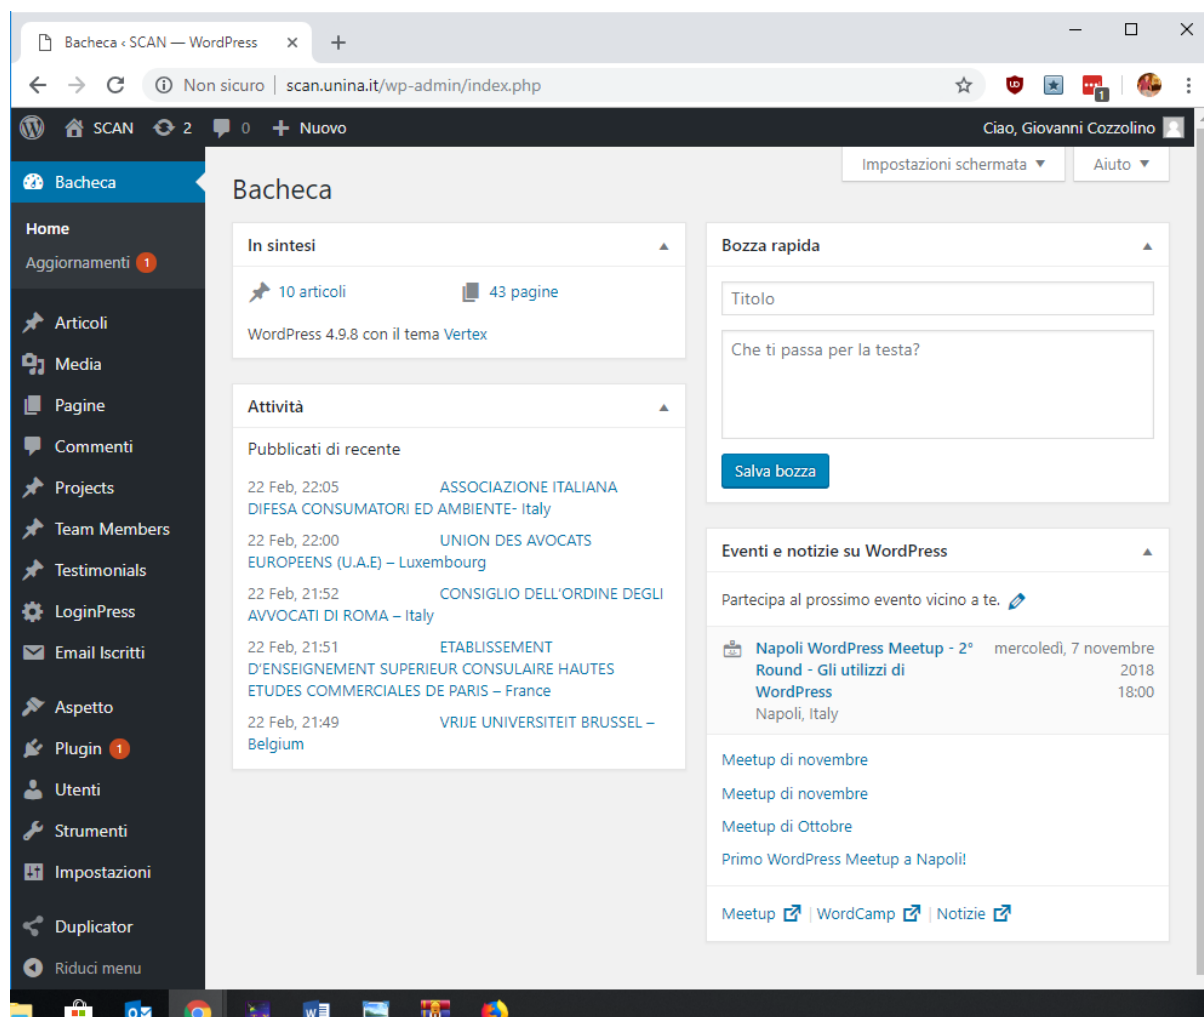 Bacheca ‹ SCAN — WordPress
Non sicuro | scan.unina.it/wp-admin/index.php
1
SCAN 2 0 + Nuovo
Ciao, Giovanni Cozzolino
Impostazioni schermata ▼
Aiuto ▼
Bacheca
Home
Aggiornamenti 1
Articoli
Media
Pagine
Commenti
Projects
Team Members
Testimonials
LoginPress
Email Iscritti
Aspetto
Plugin 1
Utenti
Strumenti
Impostazioni
Duplicator
Riduci menu
Bacheca
In sintesi
10 articoli
43 pagine
WordPress 4.9.8 con il tema Vertex
Attività
Pubblicati di recente
22 Feb, 22:05 ASSOCIAZIONE ITALIANA
DIFESA CONSUMATORI ED AMBIENTE- Italy
22 Feb, 22:00 UNION DES AVOCATS
EUROPEENS (U.A.E) – Luxembourg
22 Feb, 21:52 CONSIGLIO DELL'ORDINE DEGLI
AVVOCATI DI ROMA – Italy
22 Feb, 21:51 ETABLISSEMENT
D'ENSEIGNEMENT SUPERIEUR CONSULAIRE HAUTES
ETUDES COMMERCIALES DE PARIS – France
22 Feb, 21:49 VRIJE UNIVERSITEIT BRUSSEL –
Belgium
Bozza rapida
Titolo
Che ti passa per la testa?
Salva bozza
Eventi e notizie su WordPress
Partecipa al prossimo evento vicino a te.
Napoli WordPress Meetup - 2° mercoledì, 7 novembre
Round - Gli utilizzi di 2018
WordPress 18:00
Napoli, Italy
Meetup di novembre
Meetup di novembre
Meetup di Ottobre
Primo WordPress Meetup a Napoli!
Meetup | WordCamp | Notizie